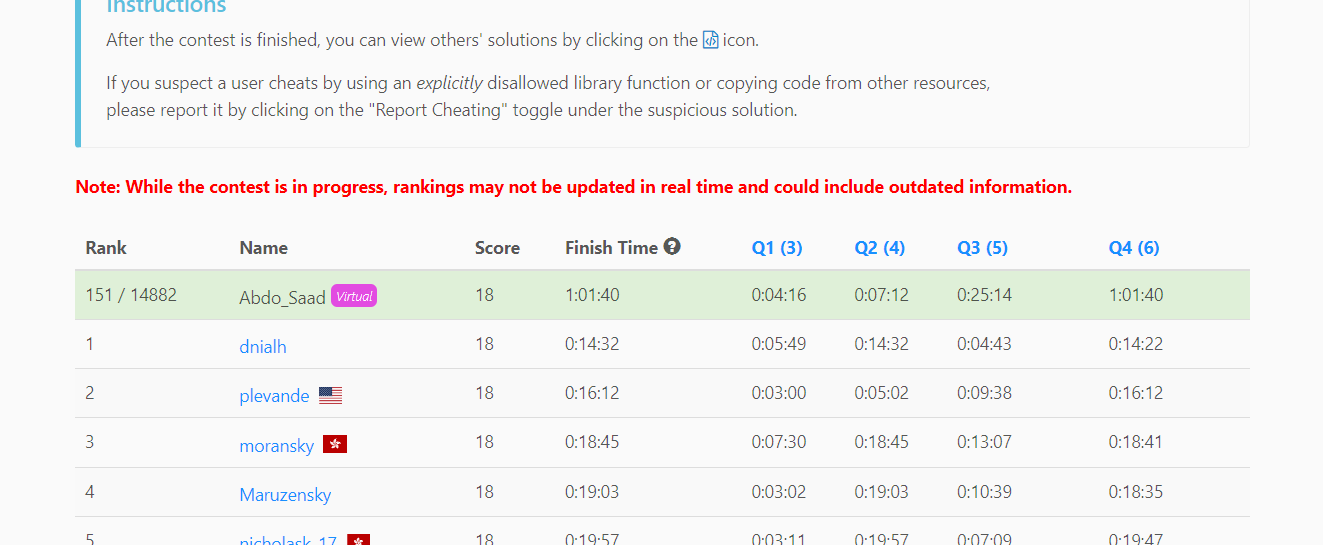 Instructions
After the contest is finished, you can view others' solutions by clicking on the icon.
If you suspect a user cheats by using an explicitly disallowed library function or copying code from other resources,
please report it by clicking on the "Report Cheating" toggle under the suspicious solution.
Note: While the contest is in progress, rankings may not be updated in real time and could include outdated information.
Rank Name Score Finish Time Q1 (3) Q2 (4) Q3 (5) Q4 (6)
151 / 14882 Abdo_Saad Virtual 18 1:01:40 0:04:16 0:07:12 0:25:14 1:01:40
1 dnialh 18 0:14:32 0:05:49 0:14:32 0:04:43 0:14:22
2 plevande 18 0:16:12 0:03:00 0:05:02 0:09:38 0:16:12
3 moransky 18 0:18:45 0:07:30 0:18:45 0:13:07 0:18:41
4 Maruzensky 18 0:19:03 0:03:02 0:19:03 0:10:39 0:18:35
5 nicholask_17 18 0:19:57 0:03:11 0:19:57 0:07:09 0:19:47